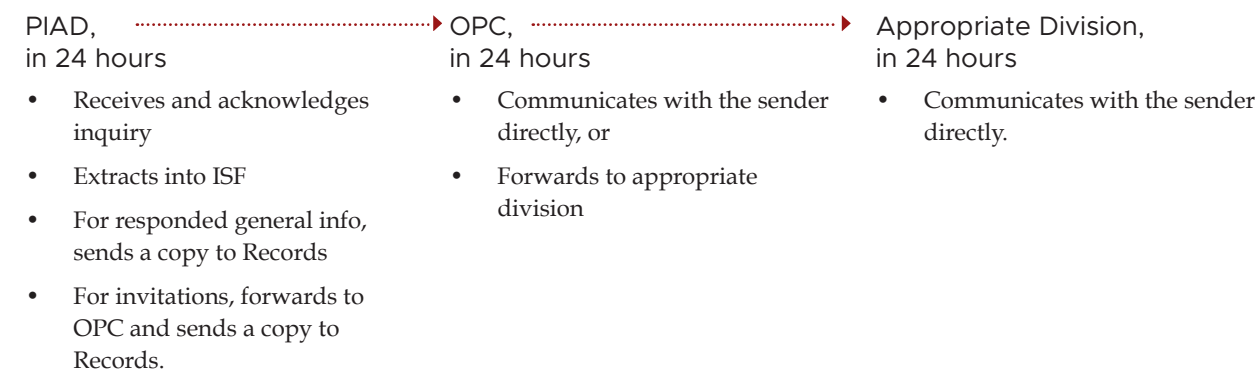 PIAD,
in 24 hours
• Receives and acknowledges
inquiry
• Extracts into ISF
• For responded general info,
sends a copy to Records
• For invitations, forwards to
OPC and sends a copy to
Records.
OPC,
in 24 hours
• Communicates with the sender
directly, or
• Forwards to appropriate
division
Appropriate Division,
in 24 hours
• Communicates with the sender
directly.